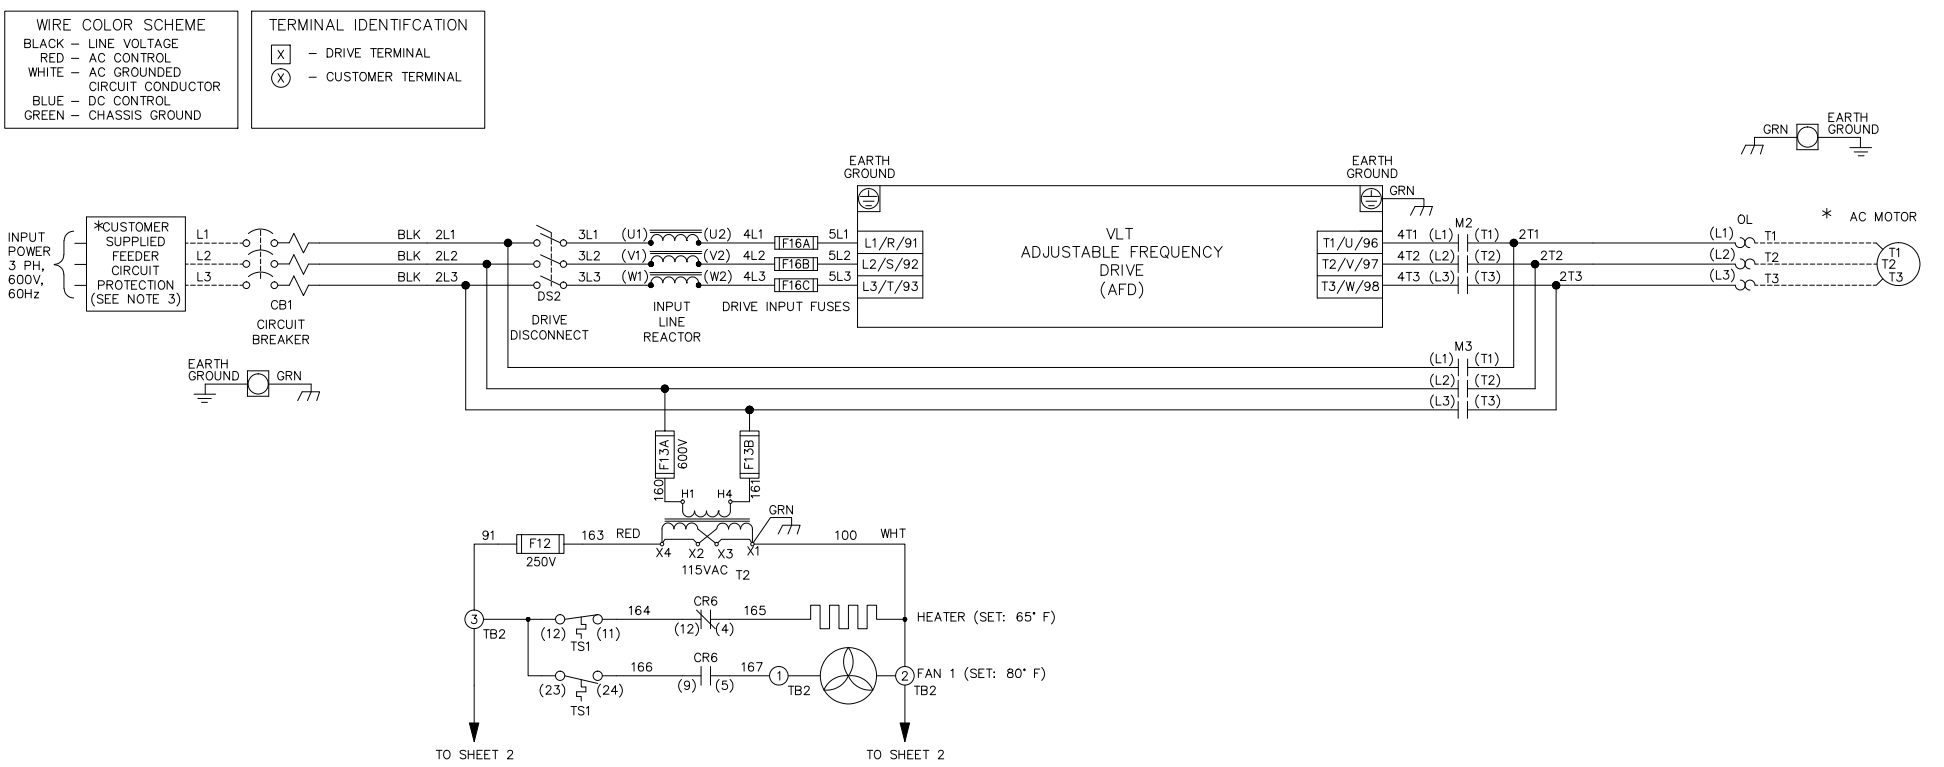 WIRE COLOR SCHEME
BLACK – LINE VOLTAGE
RED – AC CONTROL
WHITE – AC GROUNDED
CIRCUIT CONDUCTOR
BLUE – DC CONTROL
GREEN – CHASSIS GROUND
TERMINAL IDENTIFCATION
X – DRIVE TERMINAL
X – CUSTOMER TERMINAL
INPUT
POWER
3 PH,
600V,
60Hz
*CUSTOMER
SUPPLIED
FEEDER
CIRCUIT
PROTECTION
(SEE NOTE 3)
L1
L2
L3
CB1
CIRCUIT
BREAKER
EARTH
GROUND
GRN
BLK 2L1
BLK 2L2
BLK 2L3
DS2
DRIVE
DISCONNECT
3L1
3L2
3L3
(U1) (U2)
(V1) (V2)
(W1) (W2)
INPUT
LINE
REACTOR
4L1 F16A 5L1
4L2 F16B 5L2
4L3 F16C 5L3
DRIVE INPUT FUSES
EARTH
GROUND
L1/R/91
L2/S/92
L3/T/93
VLT
ADJUSTABLE FREQUENCY
DRIVE
(AFD)
EARTH
GROUND
GRN
T1/U/96
T2/V/97
T3/W/98
M2
4T1 (L1) (T1) 2T1
4T2 (L2) (T2) 2T2
4T3 (L3) (T3) 2T3
M3
(L1) (T1)
(L2) (T2)
(L3) (T3)
GRN
EARTH
GROUND
OL
(L1) T1
(L2) T2
(L3) T3
* AC MOTOR
T1
T2
T3
F13A
600V
F13B
160
161
H1 H4
GRN
91 F12 163 RED
250V
X4 X2 X3 X1
115VAC T2
100 WHT
3
TB2
(12) (11)
TS1
164
CR6
(12) (4)
165
HEATER (SET: 65° F)
(23) (24)
TS1
166
CR6
(9) (5)
167
1
TB2
2
TB2
FAN 1 (SET: 80° F)
TO SHEET 2
TO SHEET 2